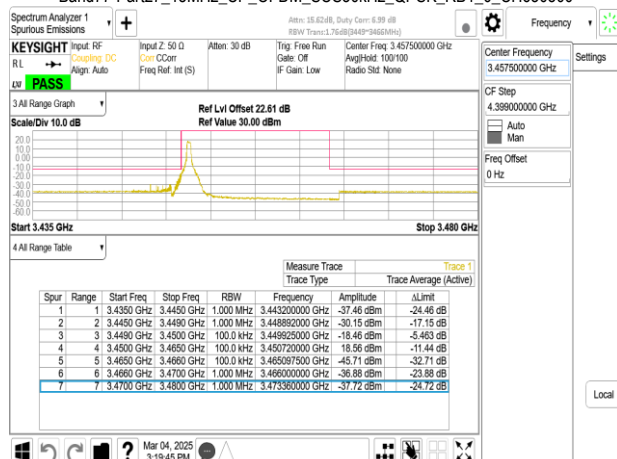 Spectrum Analyzer 1
Spurious Emissions
Attn: 15.62dB, Duty Corr: 6.99 dB
RBW Trans:1.76dB(3449~3466MHz)
Frequency
Settings
KEYSIGHT
RL
Input: RF
Coupling: DC
Align: Auto
Input Z: 50 Ω
Corr CCorr
Freq Ref: Int (S)
Atten: 30 dB
Trig: Free Run
Gate: Off
IF Gain: Low
Center Freq: 3.457500000 GHz
Avg|Hold: 100/100
Radio Std: None
LXI PASS
Center Frequency
3.457500000 GHz
CF Step
4.399000000 GHz
Auto
Man
Freq Offset
0 Hz
3 All Range Graph
Scale/Div 10.0 dB
Ref Lvl Offset 22.61 dB
Ref Value 30.00 dBm
20.0
10.0
0.00
-10.0
-20.0
-30.0
-40.0
-50.0
-60.0
Start 3.435 GHz
Stop 3.480 GHz
4 All Range Table
Measure Trace Trace 1
Trace Type Trace Average (Active)
Spur Range Start Freq Stop Freq RBW Frequency Amplitude ΔLimit
1 1 3.4350 GHz 3.4450 GHz 1.000 MHz 3.443200000 GHz -37.46 dBm -24.46 dB
2 2 3.4450 GHz 3.4490 GHz 1.000 MHz 3.448892000 GHz -30.15 dBm -17.15 dB
3 3 3.4490 GHz 3.4500 GHz 100.0 kHz 3.449925000 GHz -18.46 dBm -5.463 dB
4 4 3.4500 GHz 3.4650 GHz 100.0 kHz 3.450720000 GHz 18.56 dBm -11.44 dB
5 5 3.4650 GHz 3.4660 GHz 100.0 kHz 3.465097500 GHz -45.71 dBm -32.71 dB
6 6 3.4660 GHz 3.4700 GHz 1.000 MHz 3.466000000 GHz -36.88 dBm -23.88 dB
7 7 3.4700 GHz 3.4800 GHz 1.000 MHz 3.473360000 GHz -37.72 dBm -24.72 dB
Local
?
Mar 04, 2025
3:19:45 PM